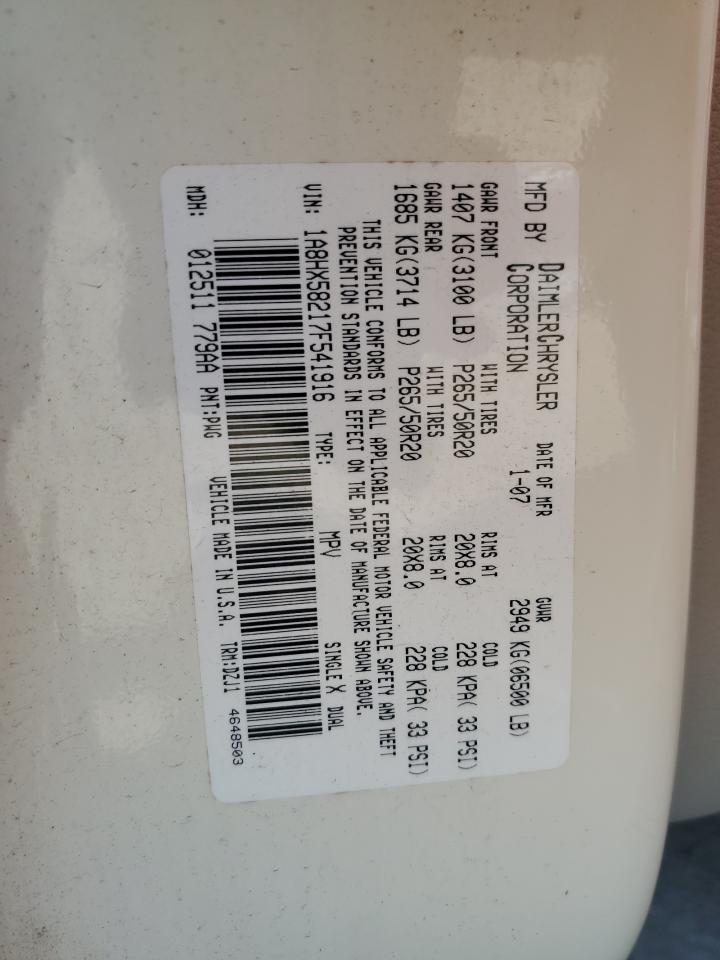 MFD BY DAIMLERCHRYSLER CORPORATION DATE OF MFR 1-07 GVWR 2949 KG(06500 LB)
GAWR FRONT WITH TIRES RIMS AT COLD
1407 KG(3100 LB) P265/50R20 20X8.0 228 KPA( 33 PSI)
GAWR REAR WITH TIRES RIMS AT COLD
1685 KG(3714 LB) P265/50R20 20X8.0 228 KPA( 33 PSI)
THIS VEHICLE CONFORMS TO ALL APPLICABLE FEDERAL MOTOR VEHICLE SAFETY AND THEFT
PREVENTION STANDARDS IN EFFECT ON THE DATE OF MANUFACTURE SHOWN ABOVE.
VIN: 1A8HX58217F541916 TYPE: MPV SINGLE X DUAL
MDH: 012511 779AA PNT:PWG VEHICLE MADE IN U.S.A. TRM:DZJ1 4648503